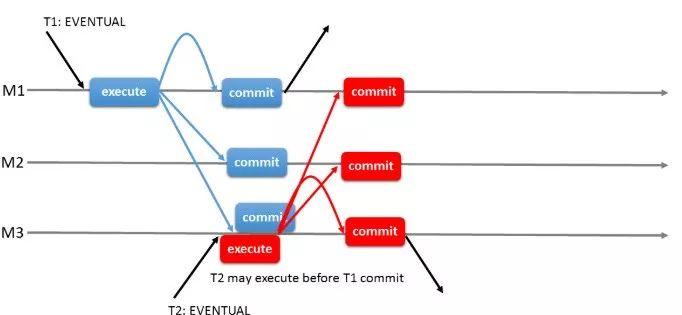 T1: EVENTUAL
M1 execute commit commit
M2 commit commit
commit
M3 execute commit
T2 may execute before T1 commit
T2: EVENTUAL